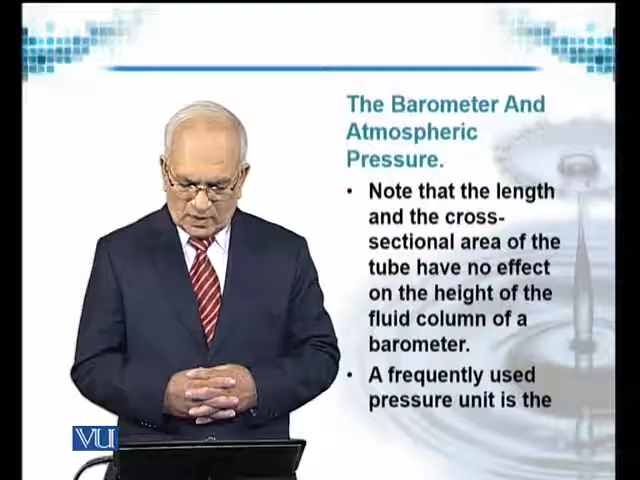 The Barometer And
Atmospheric
Pressure.
• Note that the length
and the cross-
sectional area of the
tube have no effect
on the height of the
fluid column of a
barometer.
• A frequently used
pressure unit is the
VU